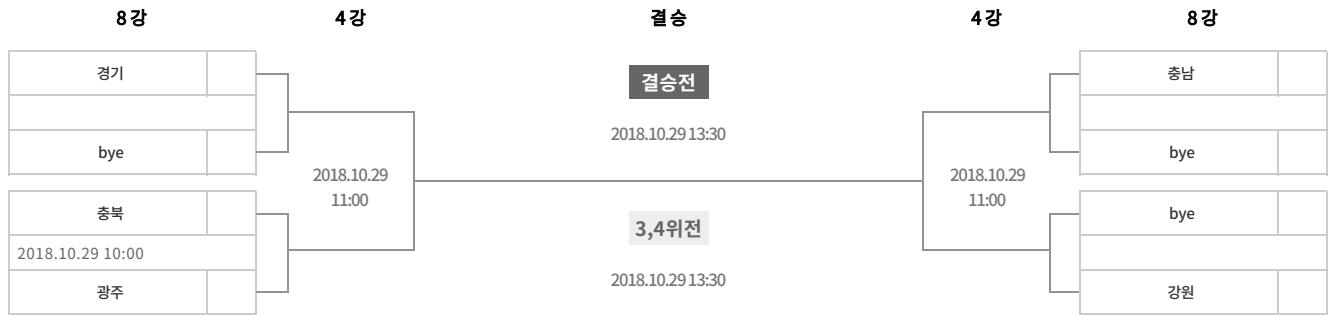 8강 4강 결승 4강 8강
경기
bye
충북
2018.10.29 10:00
광주
2018.10.29
11:00
결승전
2018.10.29 13:30
3,4위전
2018.10.29 13:30
2018.10.29
11:00
충남
bye
bye
강원